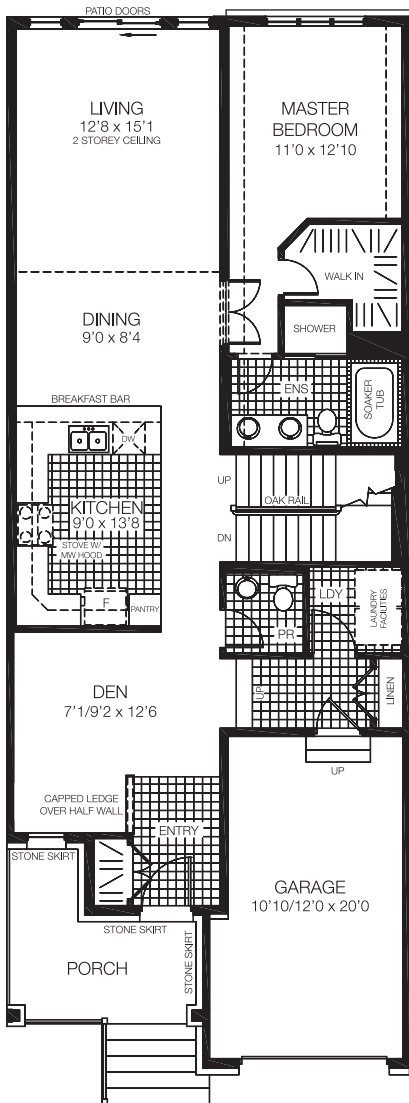 PATIO DOORS
LIVING
12'8 x 15'1
2 STOREY CEILING
MASTER
BEDROOM
11'0 x 12'10
WALK IN
DINING
9'0 x 8'4
SHOWER
BREAKFAST BAR
ENS
SOAKER
TUB
DW
KITCHEN
9'0 x 13'8
STOVE W/
MW HOOD
F
PANTRY
UP
OAK RAIL
DN
PR
LDY
LAUNDRY
FACILITIES
DEN
7'1/9'2 x 12'6
UP
LINEN
UP
CAPPED LEDGE
OVER HALF WALL
ENTRY
STONE SKIRT
STONE SKIRT
STONE SKIRT
PORCH
GARAGE
10'10/12'0 x 20'0